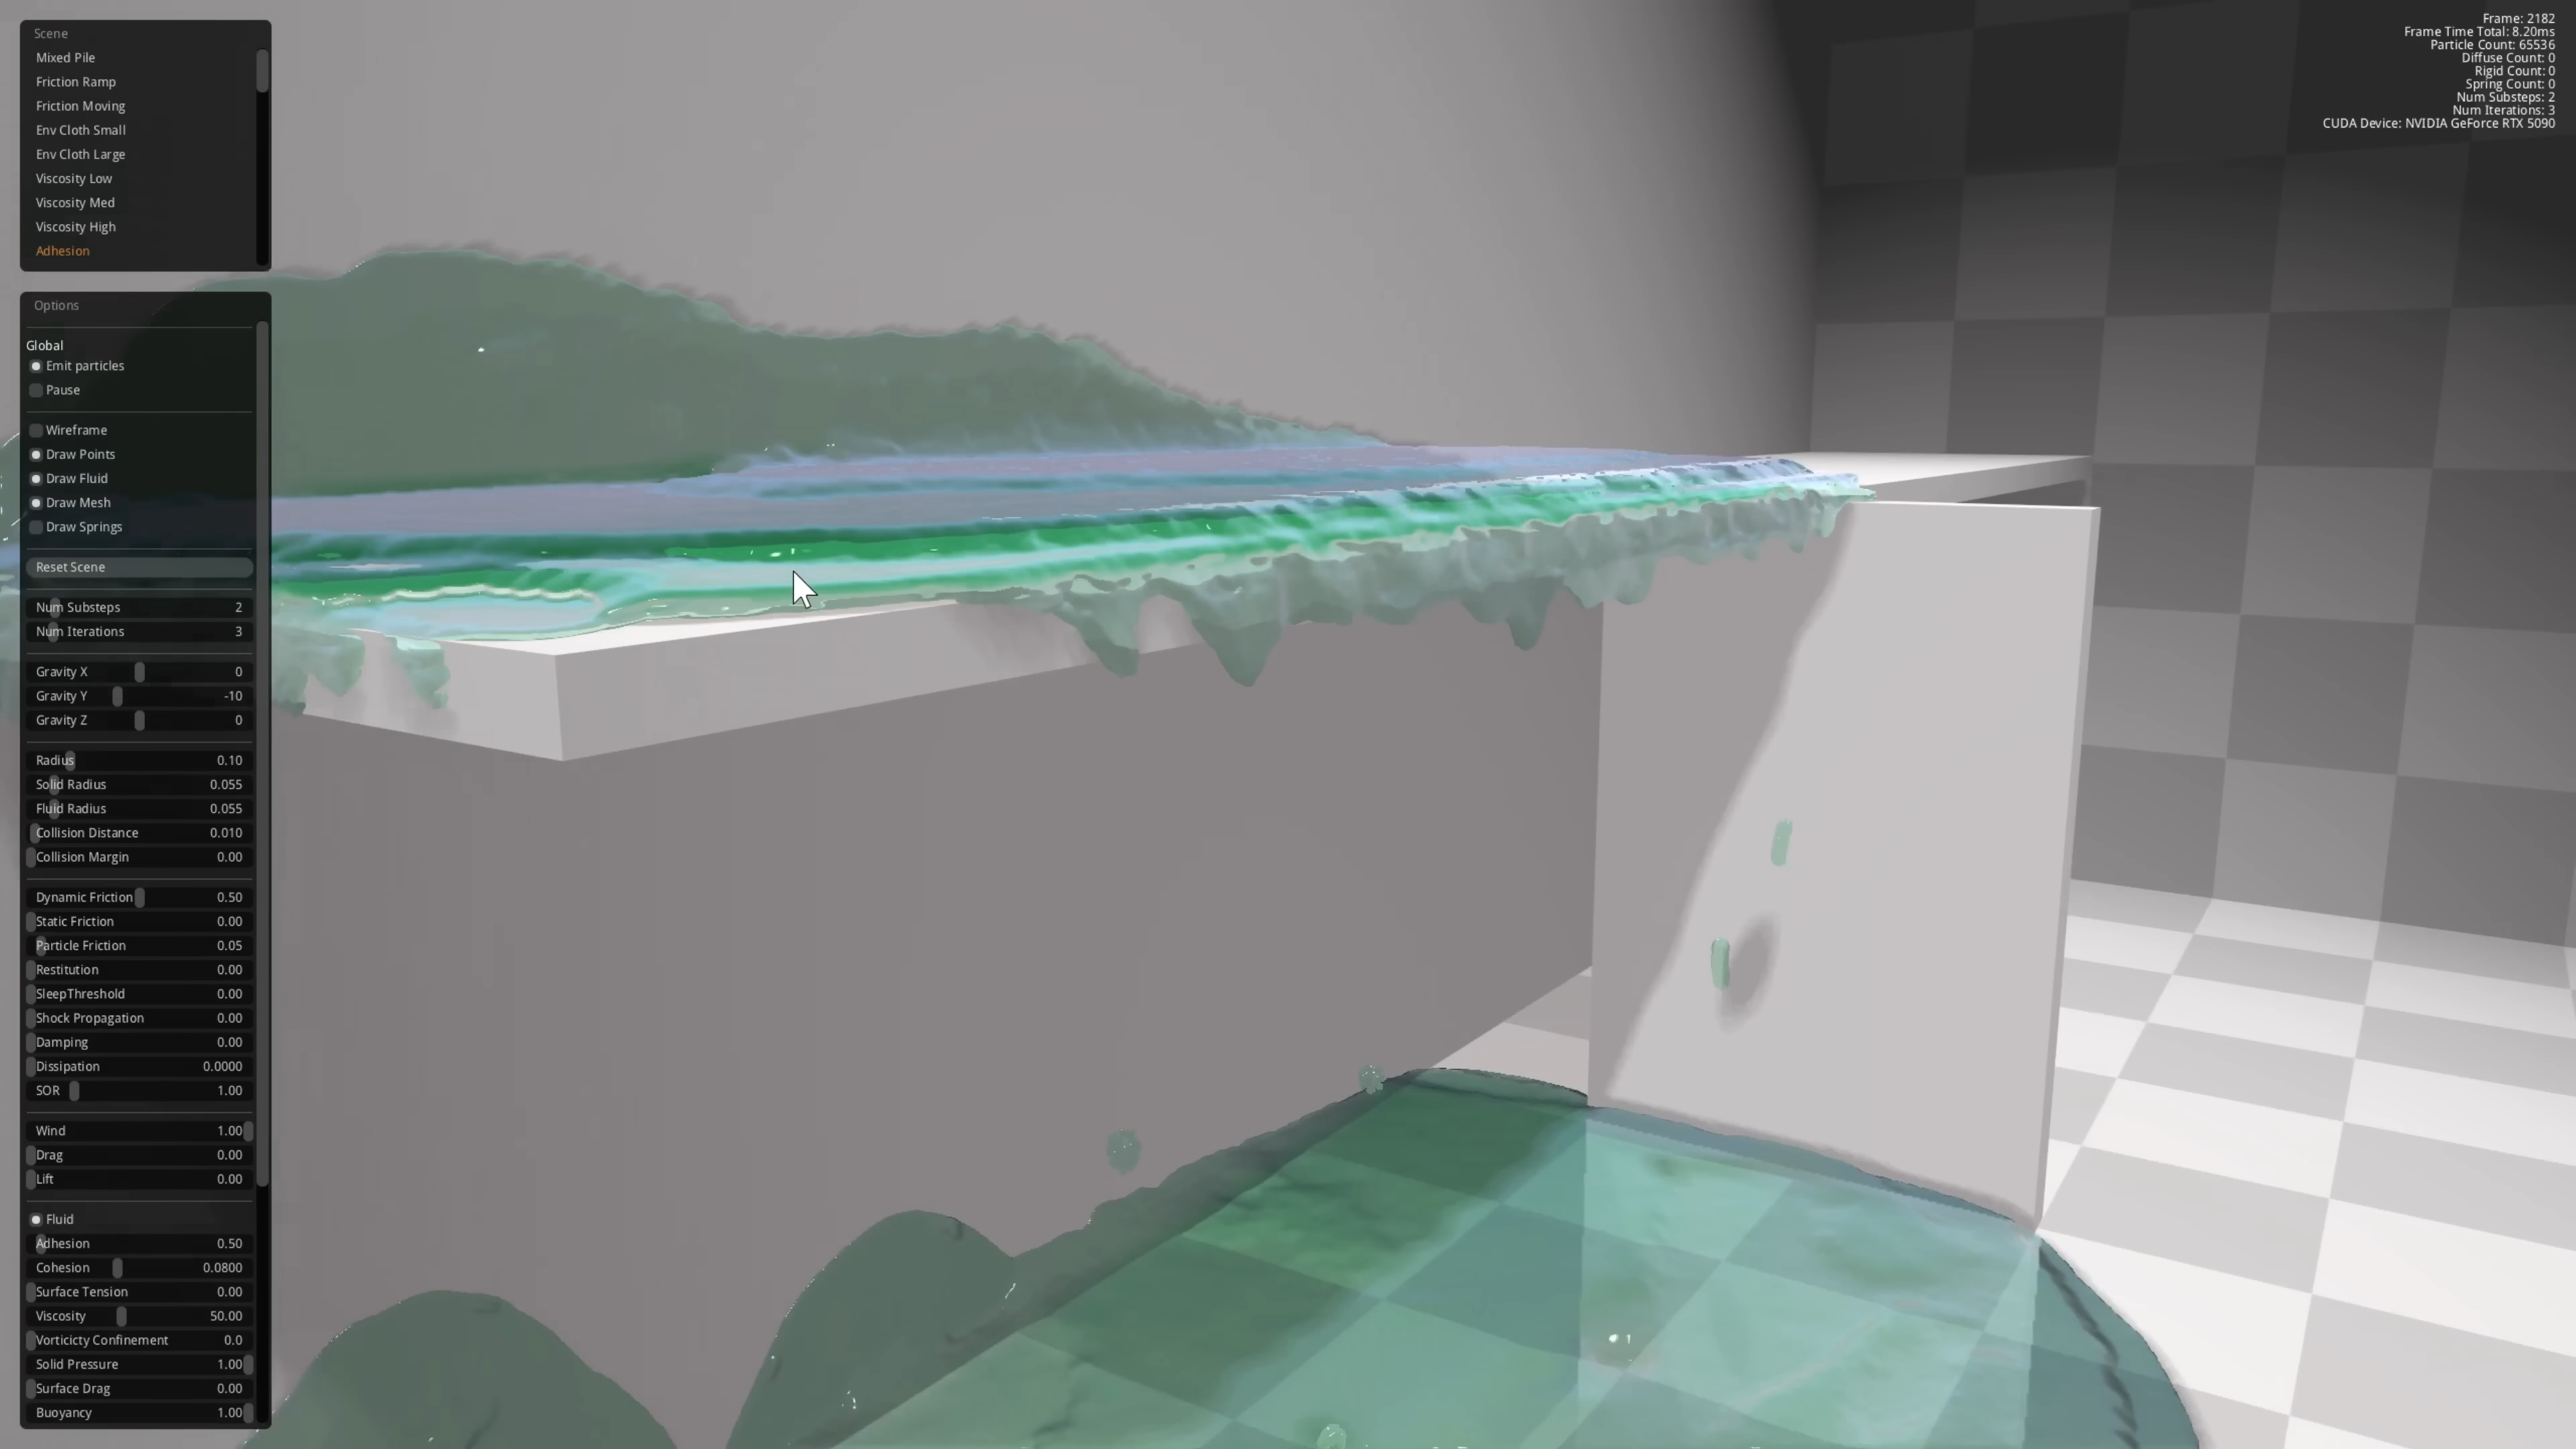 Scene
Mixed Pile
Friction Ramp
Friction Moving
Env Cloth Small
Env Cloth Large
Viscosity Low
Viscosity Med
Viscosity High
Adhesion
Options
Global
Emit particles
Pause
Wireframe
Draw Points
Draw Fluid
Draw Mesh
Draw Springs
Reset Scene
Num Substeps 2
Num Iterations 3
Gravity X 0
Gravity Y -10
Gravity Z 0
Radius 0.10
Solid Radius 0.055
Fluid Radius 0.055
Collision Distance 0.010
Collision Margin 0.00
Dynamic Friction 0.50
Static Friction 0.00
Particle Friction 0.05
Restitution 0.00
SleepThreshold 0.00
Shock Propagation 0.00
Damping 0.00
Dissipation 0.0000
SOR 1.00
Wind 1.00
Drag 0.00
Lift 0.00
Fluid
Adhesion 0.50
Cohesion 0.0800
Surface Tension 0.00
Viscosity 50.00
Vorticicty Confinement 0.0
Solid Pressure 1.00
Surface Drag 0.00
Buoyancy 1.00
Frame: 2182
Frame Time Total: 8.20ms
Particle Count: 65536
Diffuse Count: 0
Rigid Count: 0
Spring Count: 0
Num Substeps: 2
Num Iterations: 3
CUDA Device: NVIDIA GeForce RTX 5090